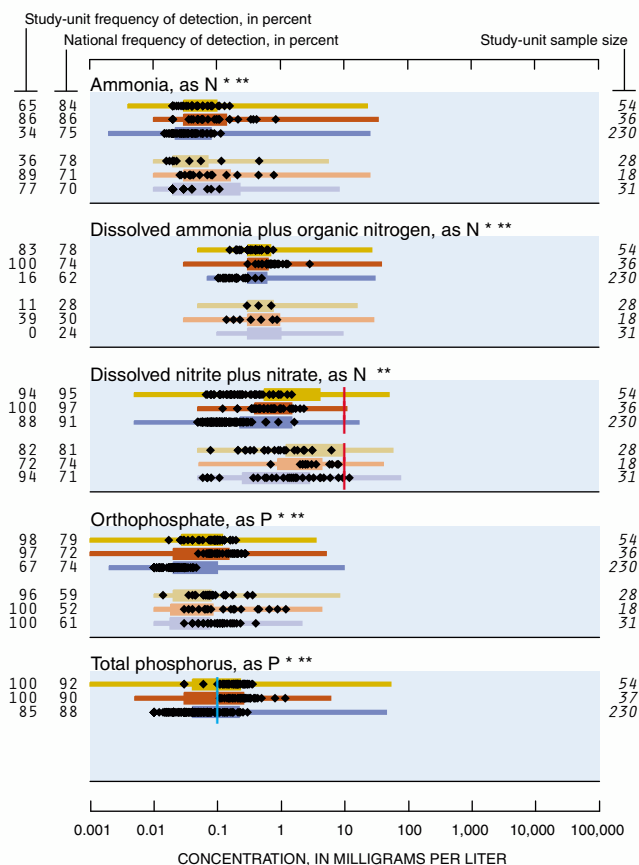 Study-unit frequency of detection, in percent
National frequency of detection, in percent
Study-unit sample size
Ammonia, as N * **
65 84 54
86 86 36
34 75 230
36 78 28
89 71 18
77 70 31
Dissolved ammonia plus organic nitrogen, as N * **
83 78 54
100 74 36
16 62 230
11 28 28
39 30 18
0 24 31
Dissolved nitrite plus nitrate, as N **
94 95 54
100 97 36
88 91 230
82 81 28
72 74 18
94 71 31
Orthophosphate, as P * **
98 79 54
97 72 36
67 74 230
96 59 28
100 52 18
100 61 31
Total phosphorus, as P * **
100 92 54
100 90 37
85 88 230
0.001 0.01 0.1 1 10 100 1,000 10,000 100,000
CONCENTRATION, IN MILLIGRAMS PER LITER